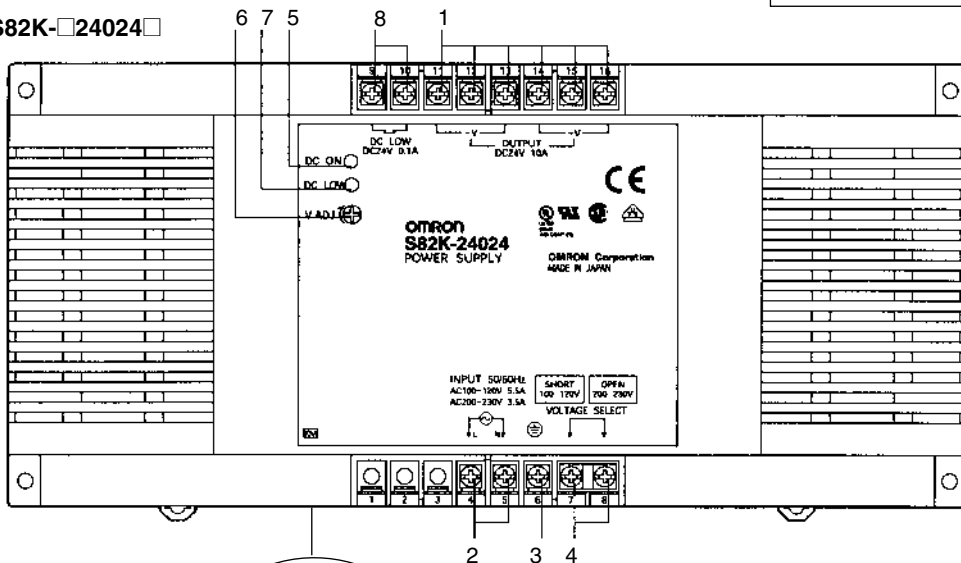 S82K-□24024□
6 7 5 8 1
9 10 11 12 13 14 15 16
DC LOW
DC24V 0.1A
-V +V
OUTPUT
DC24V 10A
DC ON
DC LOW
V.ADJ
CE
OMRON
S82K-24024
POWER SUPPLY
OMRON Corporation
MADE IN JAPAN
INPUT 50/60Hz
AC100-120V 5.5A
AC200-230V 3.5A
SHORT
100-120V
OPEN
200-230V
VOLTAGE SELECT
1 2 3 4 5 6 7 8
2 3 4